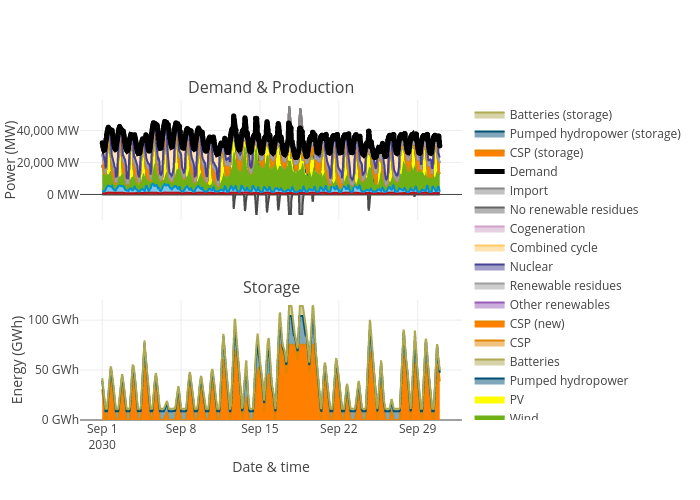 Demand & Production
Power (MW)
40,000 MW
20,000 MW
0 MW
Storage
Energy (GWh)
100 GWh
50 GWh
0 GWh
Sep 1
2030
Sep 8
Sep 15
Sep 22
Sep 29
Date & time
Batteries (storage)
Pumped hydropower (storage)
CSP (storage)
Demand
Import
No renewable residues
Cogeneration
Combined cycle
Nuclear
Renewable residues
Other renewables
CSP (new)
CSP
Batteries
Pumped hydropower
PV
Wind